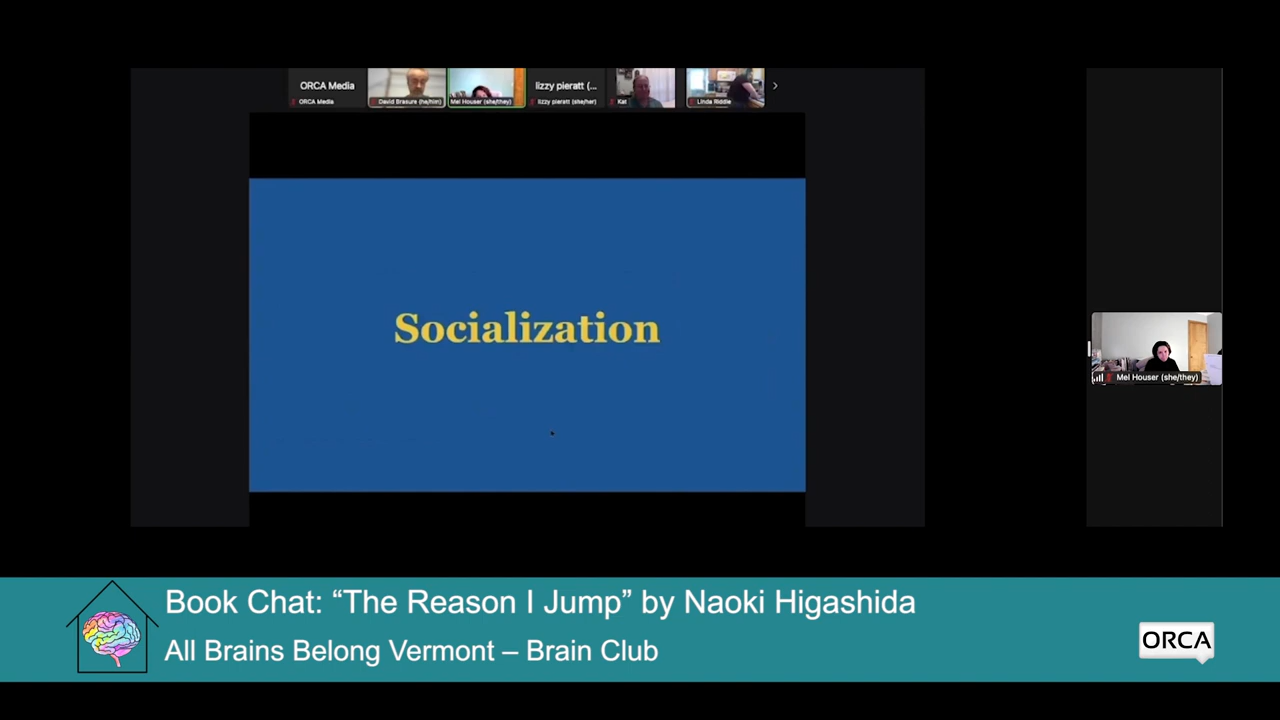 ORCA Media
lizzy pieratt (...
ORCA Media
David Brasure (he/him)
Mel Houser (she/they)
lizzy pieratt (she/her)
Kat
Linda Riddle
Socialization
Mel Houser (she/they)
Book Chat: “The Reason I Jump” by Naoki Higashida
All Brains Belong Vermont – Brain Club
ORCA